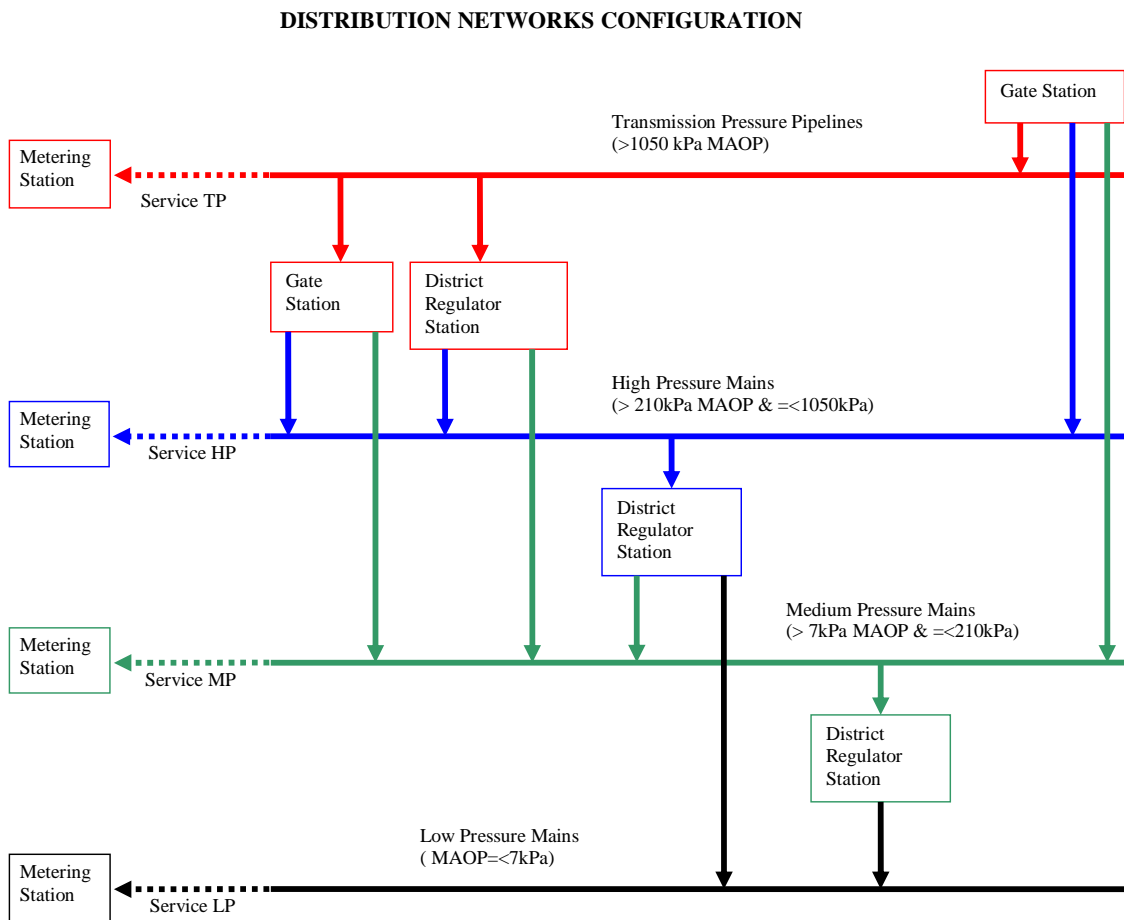 DISTRIBUTION NETWORKS CONFIGURATION
Gate Station
Transmission Pressure Pipelines
(>1050 kPa MAOP)
Metering
Station
Service TP
Gate
Station
District
Regulator
Station
High Pressure Mains
(> 210kPa MAOP & =<1050kPa)
Metering
Station
Service HP
District
Regulator
Station
Medium Pressure Mains
(> 7kPa MAOP & =<210kPa)
Metering
Station
Service MP
District
Regulator
Station
Low Pressure Mains
( MAOP=<7kPa)
Metering
Station
Service LP